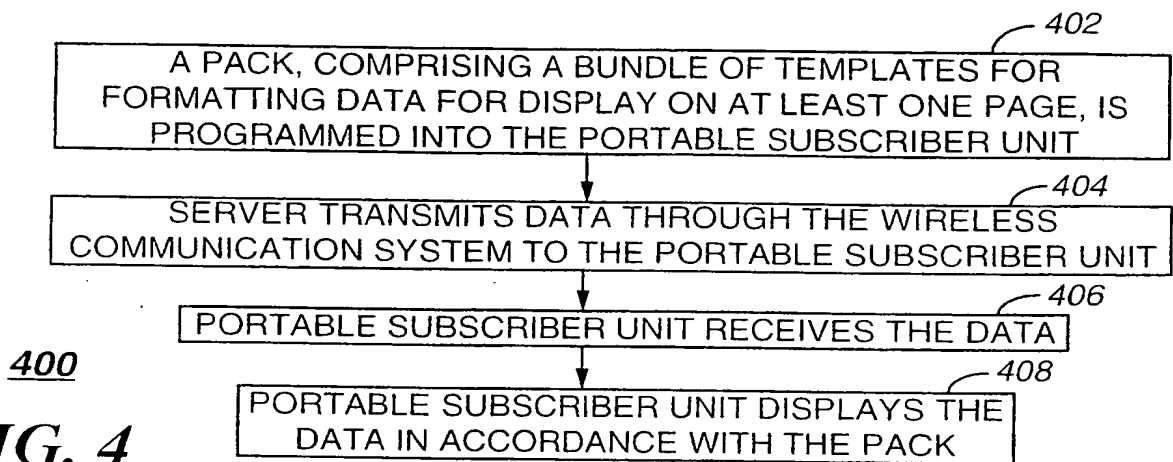 402
A PACK, COMPRISING A BUNDLE OF TEMPLATES FOR
FORMATTING DATA FOR DISPLAY ON AT LEAST ONE PAGE, IS
PROGRAMMED INTO THE PORTABLE SUBSCRIBER UNIT
404
SERVER TRANSMITS DATA THROUGH THE WIRELESS
COMMUNICATION SYSTEM TO THE PORTABLE SUBSCRIBER UNIT
406
PORTABLE SUBSCRIBER UNIT RECEIVES THE DATA
400
408
PORTABLE SUBSCRIBER UNIT DISPLAYS THE
DATA IN ACCORDANCE WITH THE PACK
IG. 4